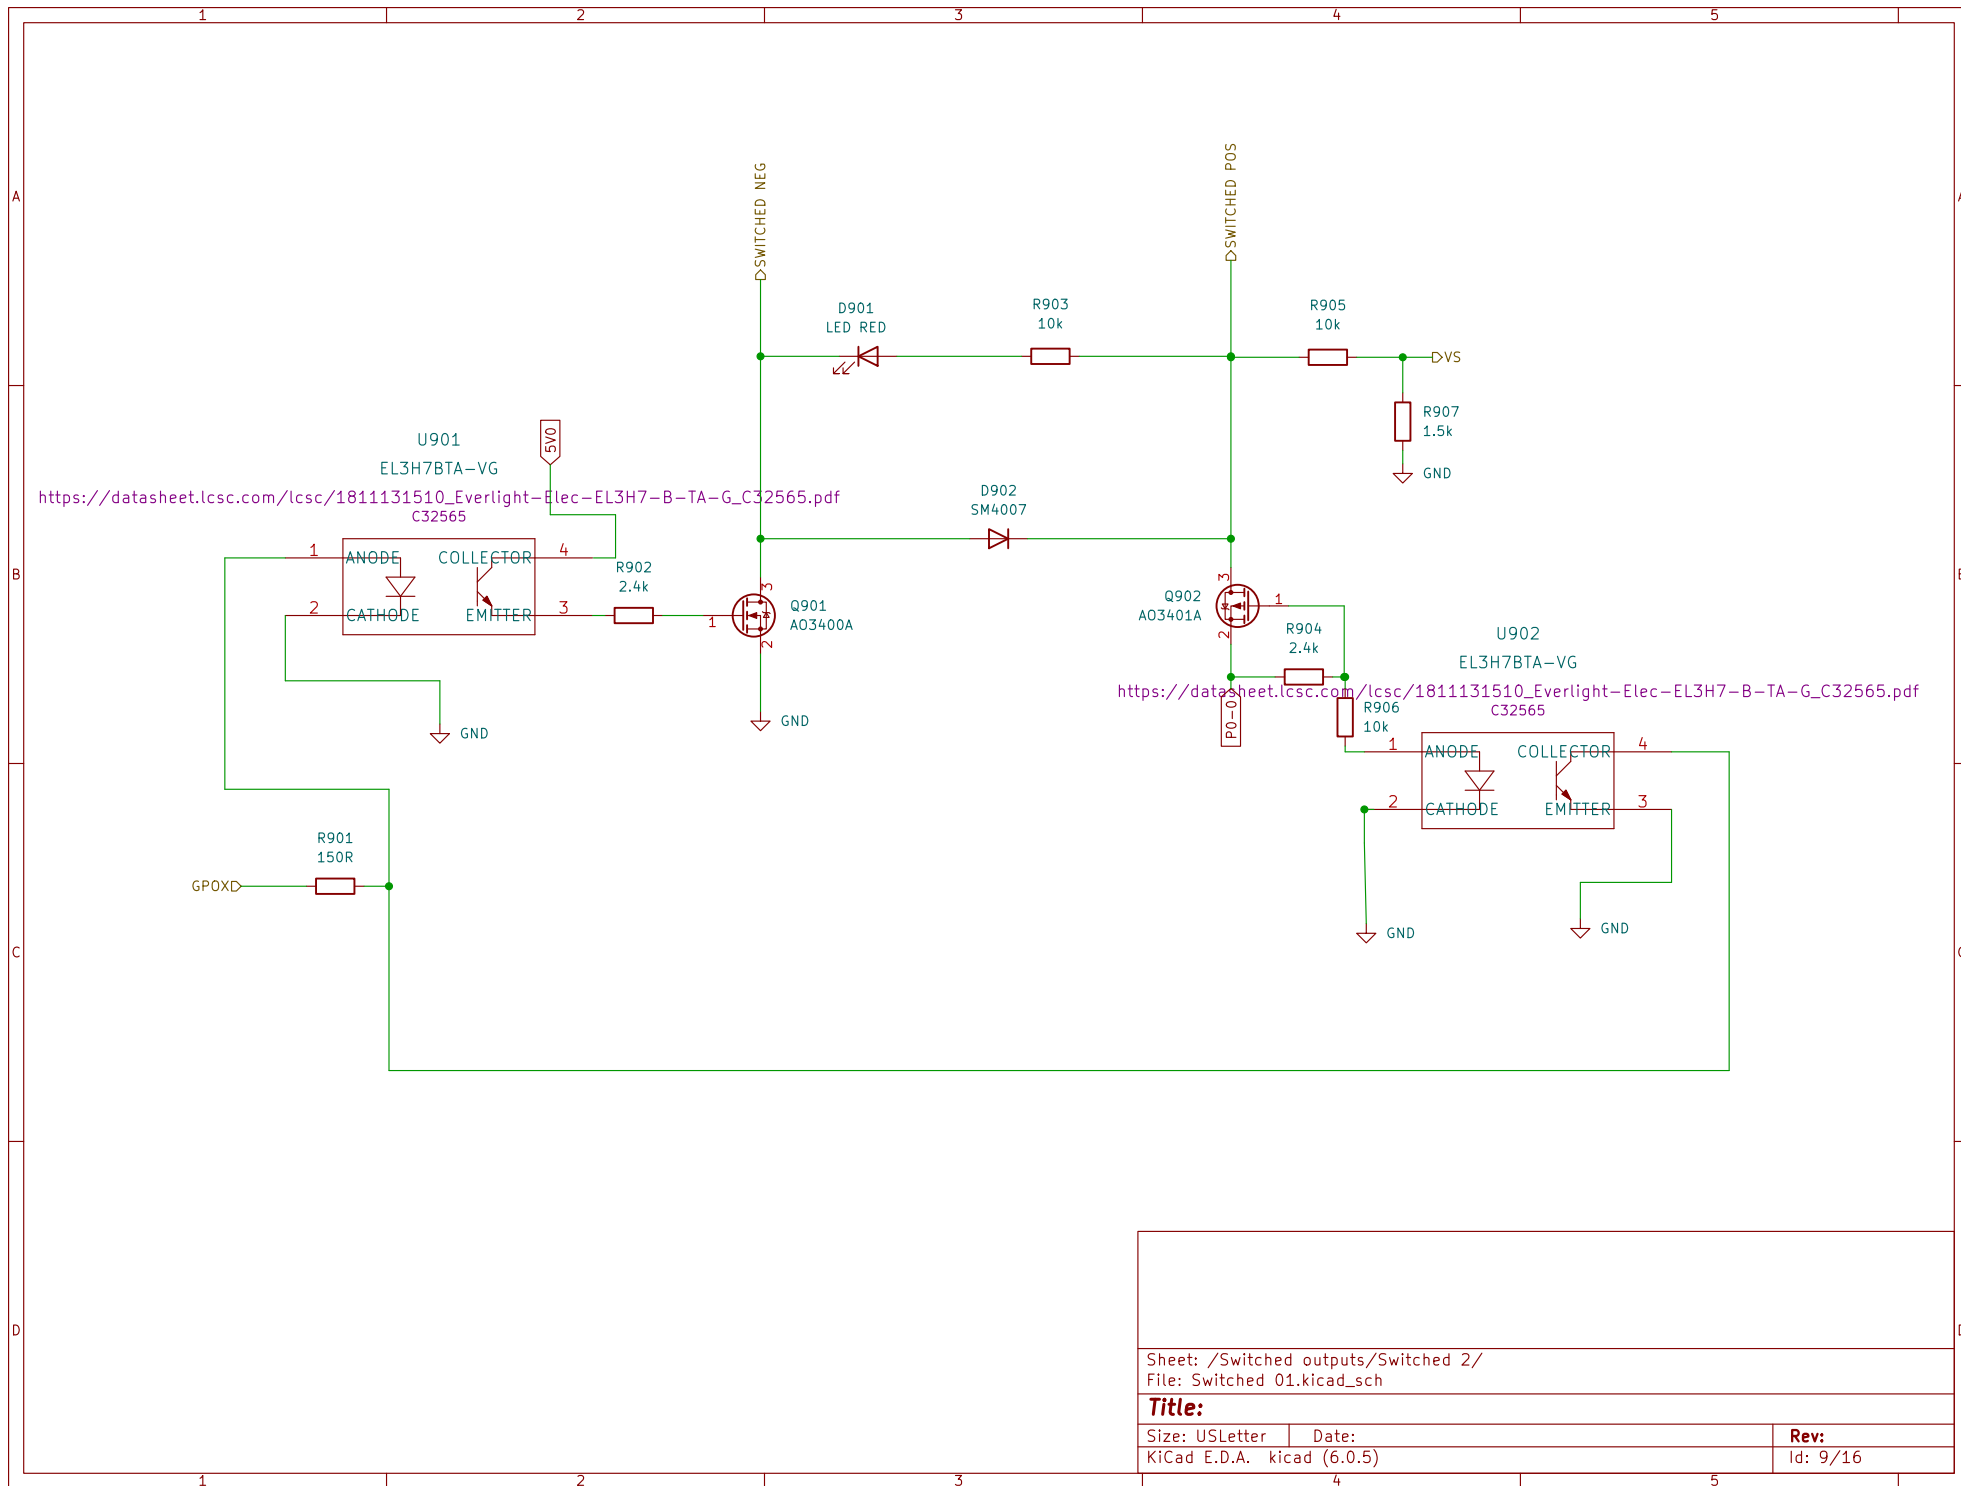 1 2 3 4 5
A
B
C
D
SWITCHED NEG
SWITCHED POS
D901
LED RED
R903
10k
R905
10k
VS
R907
1.5k
GND
U901
EL3H7BTA-VG
5V0
https://datasheet.lcsc.com/lcsc/1811131510_Everlight-Elec-EL3H7-B-TA-G_C32565.pdf
C32565
D902
SM4007
1 ANODE COLLECTOR 4
2 CATHODE EMITTER 3
R902
2.4k
1
3
2
Q901
AO3400A
GND
GND
3
1
2
Q902
AO3401A
R904
2.4k
U902
EL3H7BTA-VG
https://datasheet.lcsc.com/lcsc/1811131510_Everlight-Elec-EL3H7-B-TA-G_C32565.pdf
C32565
R906
10k
1 ANODE COLLECTOR 4
2 CATHODE EMITTER 3
GND
GND
R901
150R
GPOX
Sheet: /Switched outputs/Switched 2/
File: Switched 01.kicad_sch
Title:
Size: USLetter Date: Rev:
KiCad E.D.A. kicad (6.0.5) Id: 9/16
1 2 3 4 5